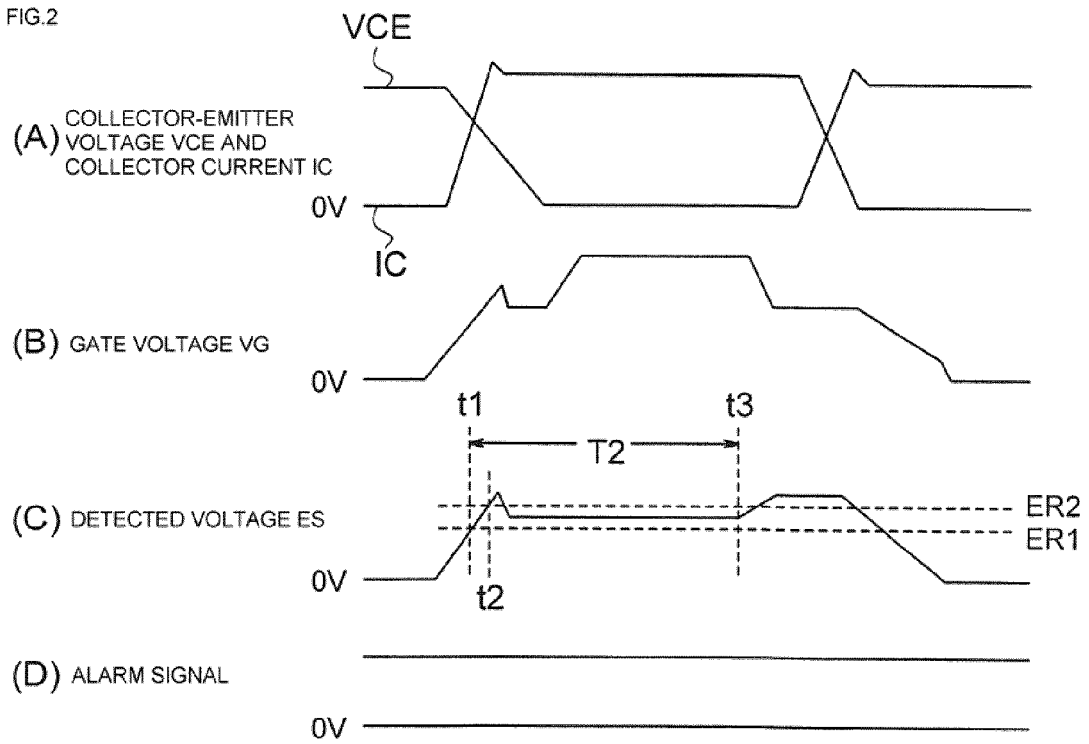 FIG.2
VCE
(A) COLLECTOR-EMITTER
VOLTAGE VCE AND
COLLECTOR CURRENT IC
0V
IC
(B) GATE VOLTAGE VG
0V
t1
t3
T2
(C) DETECTED VOLTAGE ES
ER2
ER1
0V
t2
(D) ALARM SIGNAL
0V